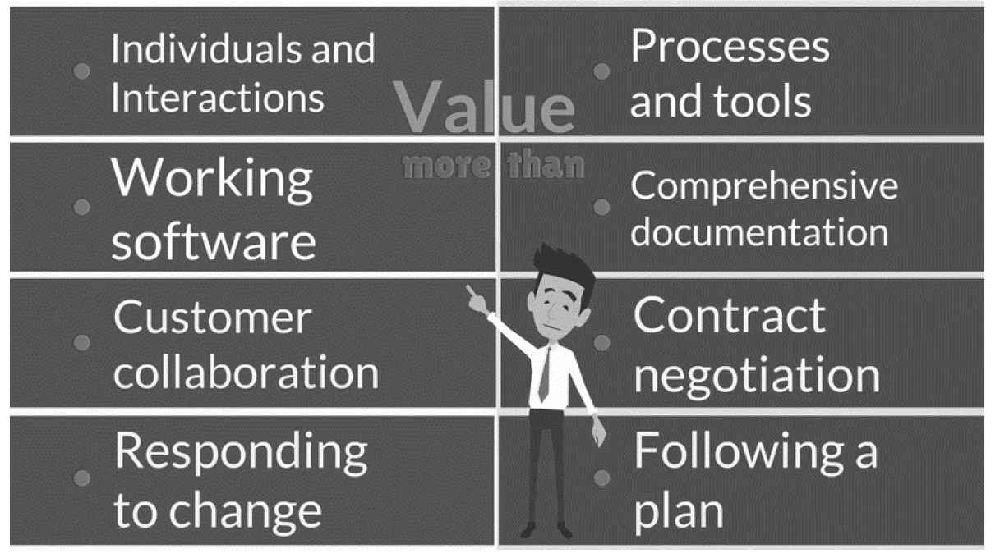 Individuals and
Interactions
Value
more than
Processes
and tools
Working
software
Comprehensive
documentation
Customer
collaboration
Contract
negotiation
Responding
to change
Following a
plan